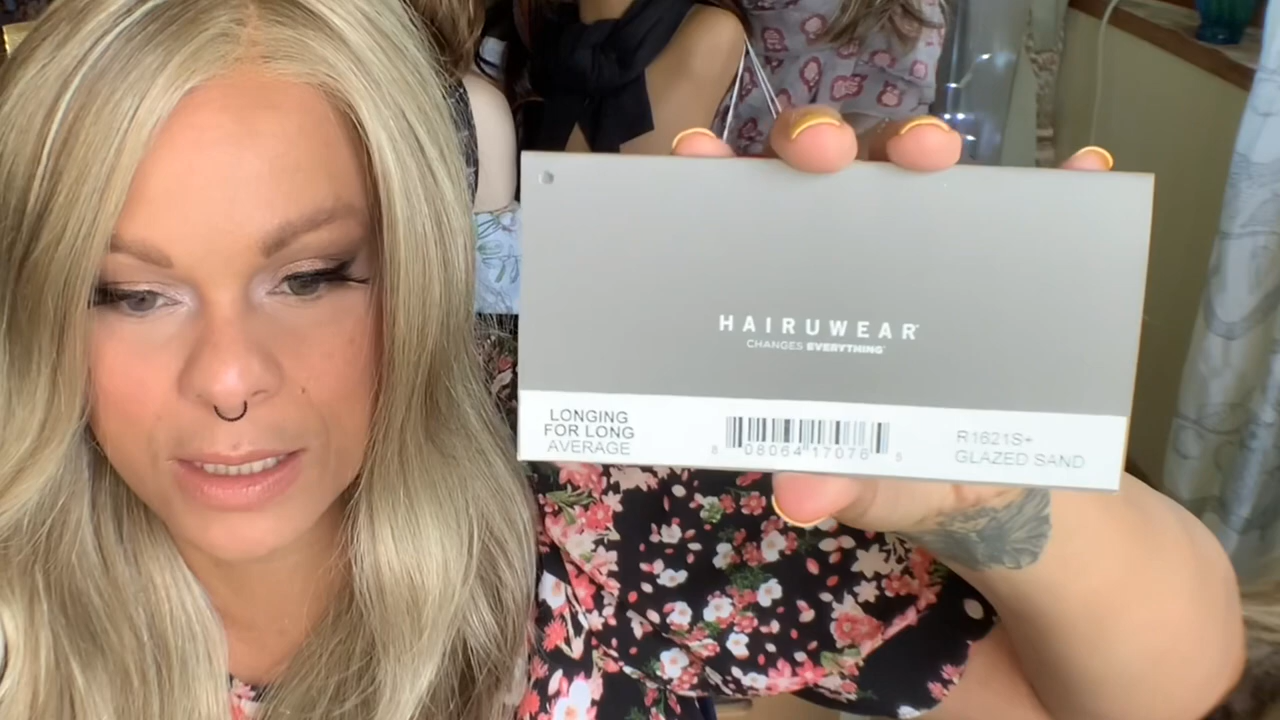 HAIRUWEAR
CHANGES EVERYTHING
LONGING
FOR LONG
AVERAGE
8 08064 17076 5
R1621S+
GLAZED SAND